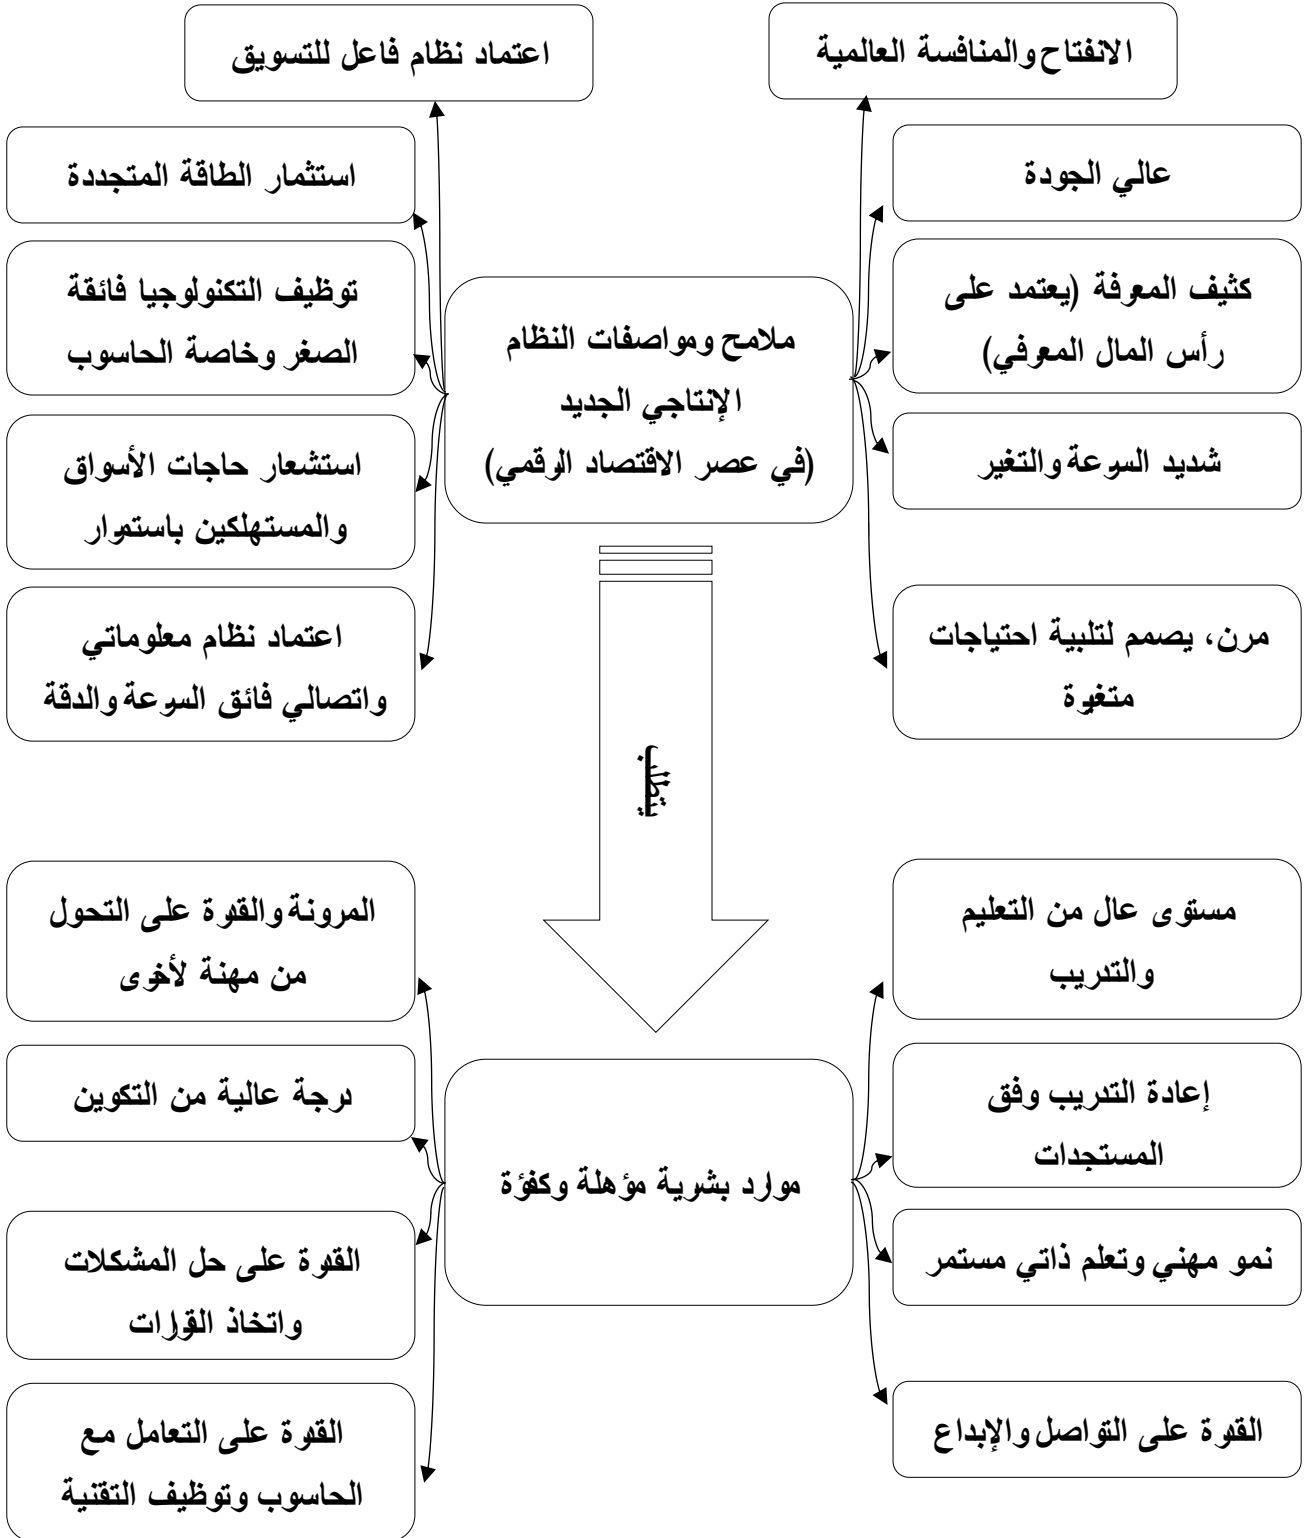 الانفتاح والمنافسة العالمية
اعتماد نظام فاعل للتسويق
عالي الجودة
استثمار الطاقة المتجددة
كثيف المعرفة (يعتمد على
رأس المال المعرفي)
توظيف التكنولوجيا فائقة
الصغر وخاصة الحاسوب
ملامح ومواصفات النظام
الإنتاجي الجديد
(في عصر الاقتصاد الرقمي)
شديد السرعة والتغير
استشعار حاجات الأسواق
والمستهلكين باستمرار
مرن، يصمم لتلبية احتياجات
متغيرة
اعتماد نظام معلوماتي
واتصالي فائق السرعة والدقة
يتطلب
مستوى عال من التعليم
والتدريب
المرونة والقدرة على التحول
من مهنة لأخرى
إعادة التدريب وفق
المستجدات
درجة عالية من التكوين
موارد بشرية مؤهلة وكفؤة
نمو مهني وتعلم ذاتي مستمر
القدرة على حل المشكلات
واتخاذ القرارات
القدرة على التواصل والإبداع
القدرة على التعامل مع
الحاسوب وتوظيف التقنية